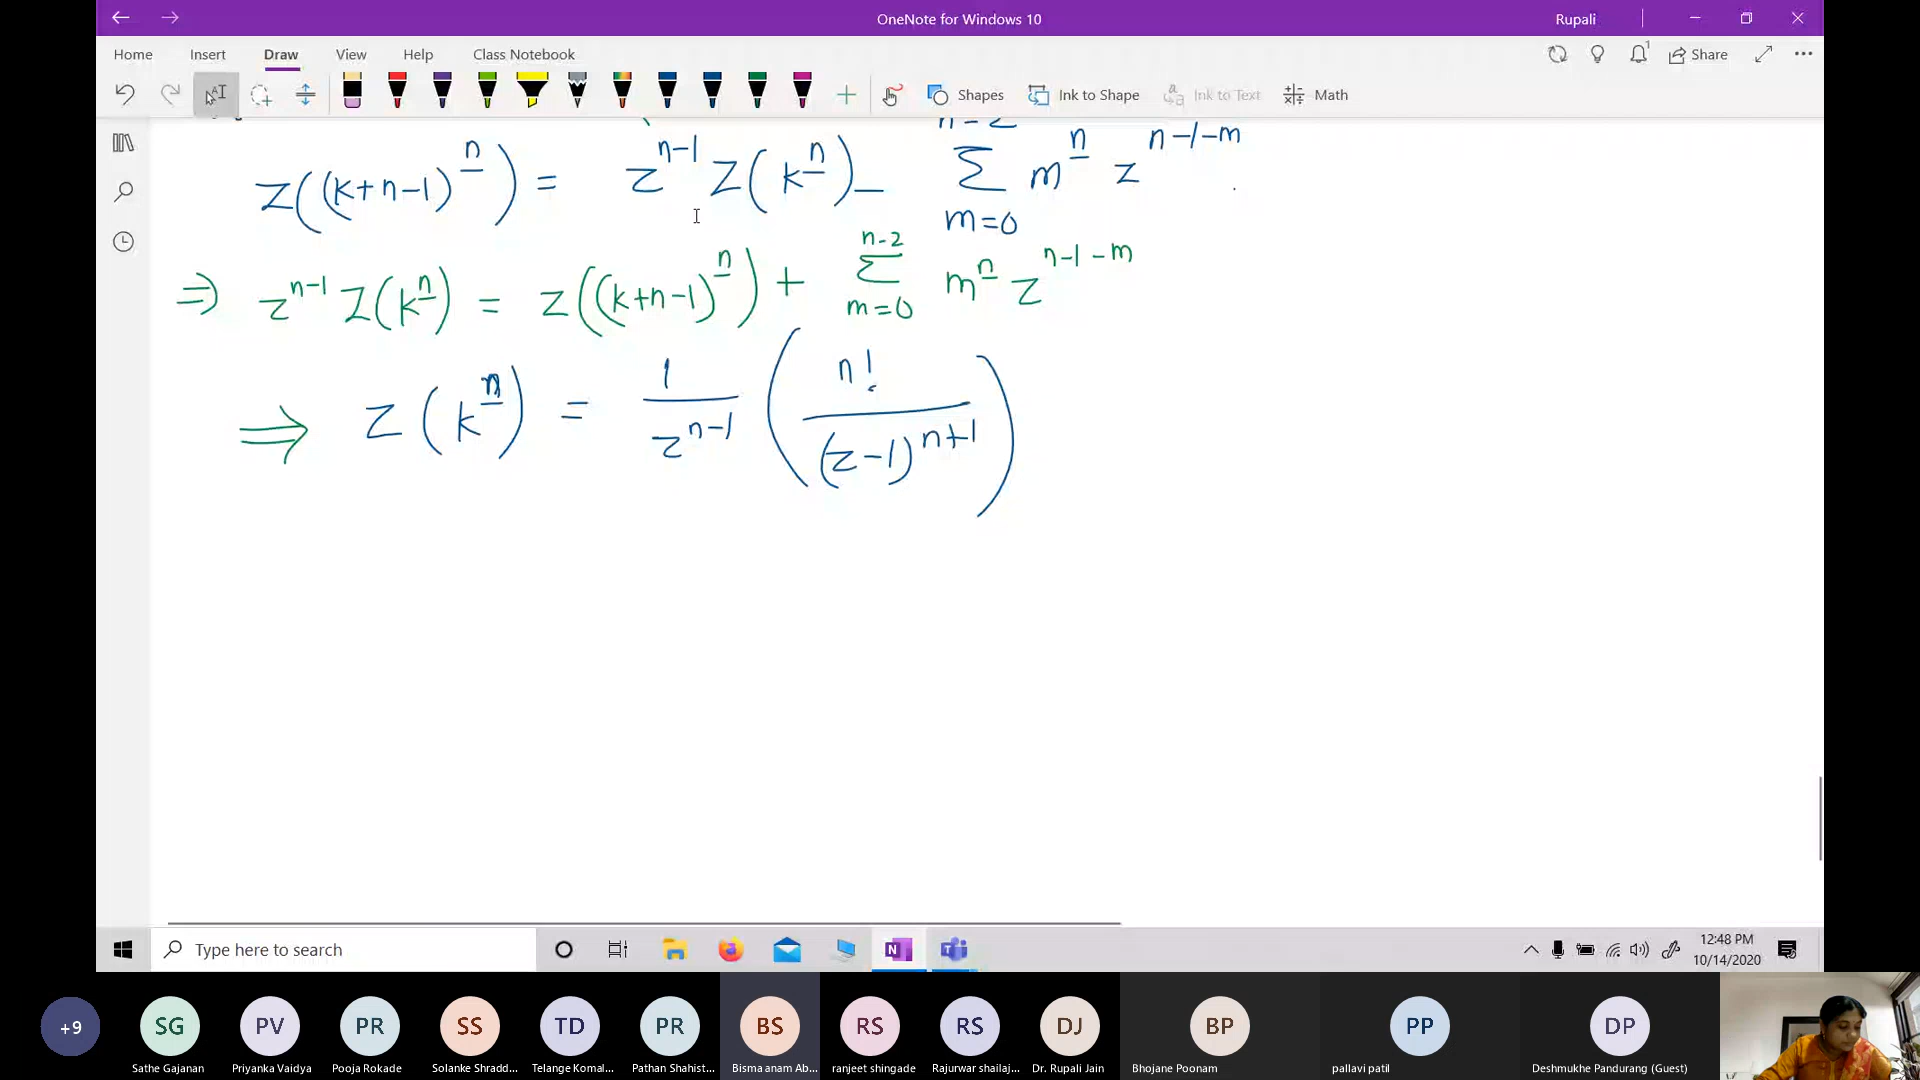 OneNote for Windows 10
Rupali
Home Insert Draw View Help Class Notebook
1
Share
Shapes Ink to Shape Ink to Text Math
Z((k+n-1)^n̲) = z^{n-1} Z(k^n̲) - Σ_{m=0}^{n-2} m^n̲ z^{n-1-m}
⇒ z^{n-1} Z(k^n̲) = z((k+n-1)^n̲) + Σ_{m=0}^{n-2} m^n̲ z^{n-1-m}
⇒ Z(k^n̲) = 1/z^{n-1} (n!/(z-1)^{n+1})
Type here to search
12:48 PM
10/14/2020
+9 SG PV PR SS TD PR BS RS RS DJ BP PP DP
Sathe Gajanan Priyanka Vaidya Pooja Rokade Solanke Shradd... Telange Komal... Pathan Shahist... Bisma anam Ab... ranjeet shingade Rajurwar shailaj... Dr. Rupali Jain Bhojane Poonam pallavi patil Deshmukhe Pandurang (Guest)